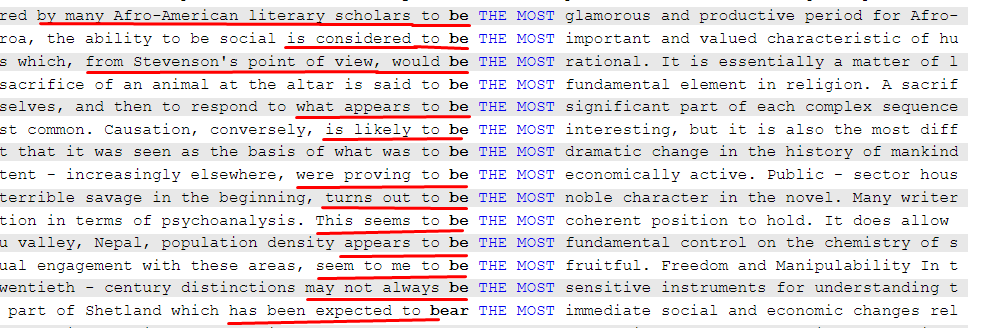 red by many Afro-American literary scholars to be THE MOST glamorous and productive period for Afro-
roa, the ability to be social is considered to be THE MOST important and valued characteristic of hu
s which, from Stevenson's point of view, would be THE MOST rational. It is essentially a matter of l
sacrifice of an animal at the altar is said to be THE MOST fundamental element in religion. A sacrif
selves, and then to respond to what appears to be THE MOST significant part of each complex sequence
st common. Causation, conversely, is likely to be THE MOST interesting, but it is also the most diff
t that it was seen as the basis of what was to be THE MOST dramatic change in the history of mankind
tent - increasingly elsewhere, were proving to be THE MOST economically active. Public - sector hous
terrible savage in the beginning, turns out to be THE MOST noble character in the novel. Many writer
tion in terms of psychoanalysis. This seems to be THE MOST coherent position to hold. It does allow
u valley, Nepal, population density appears to be THE MOST fundamental control on the chemistry of s
ual engagement with these areas, seem to me to be THE MOST fruitful. Freedom and Manipulability In t
wentieth - century distinctions may not always be THE MOST sensitive instruments for understanding t
part of Shetland which has been expected to bear THE MOST immediate social and economic changes rel